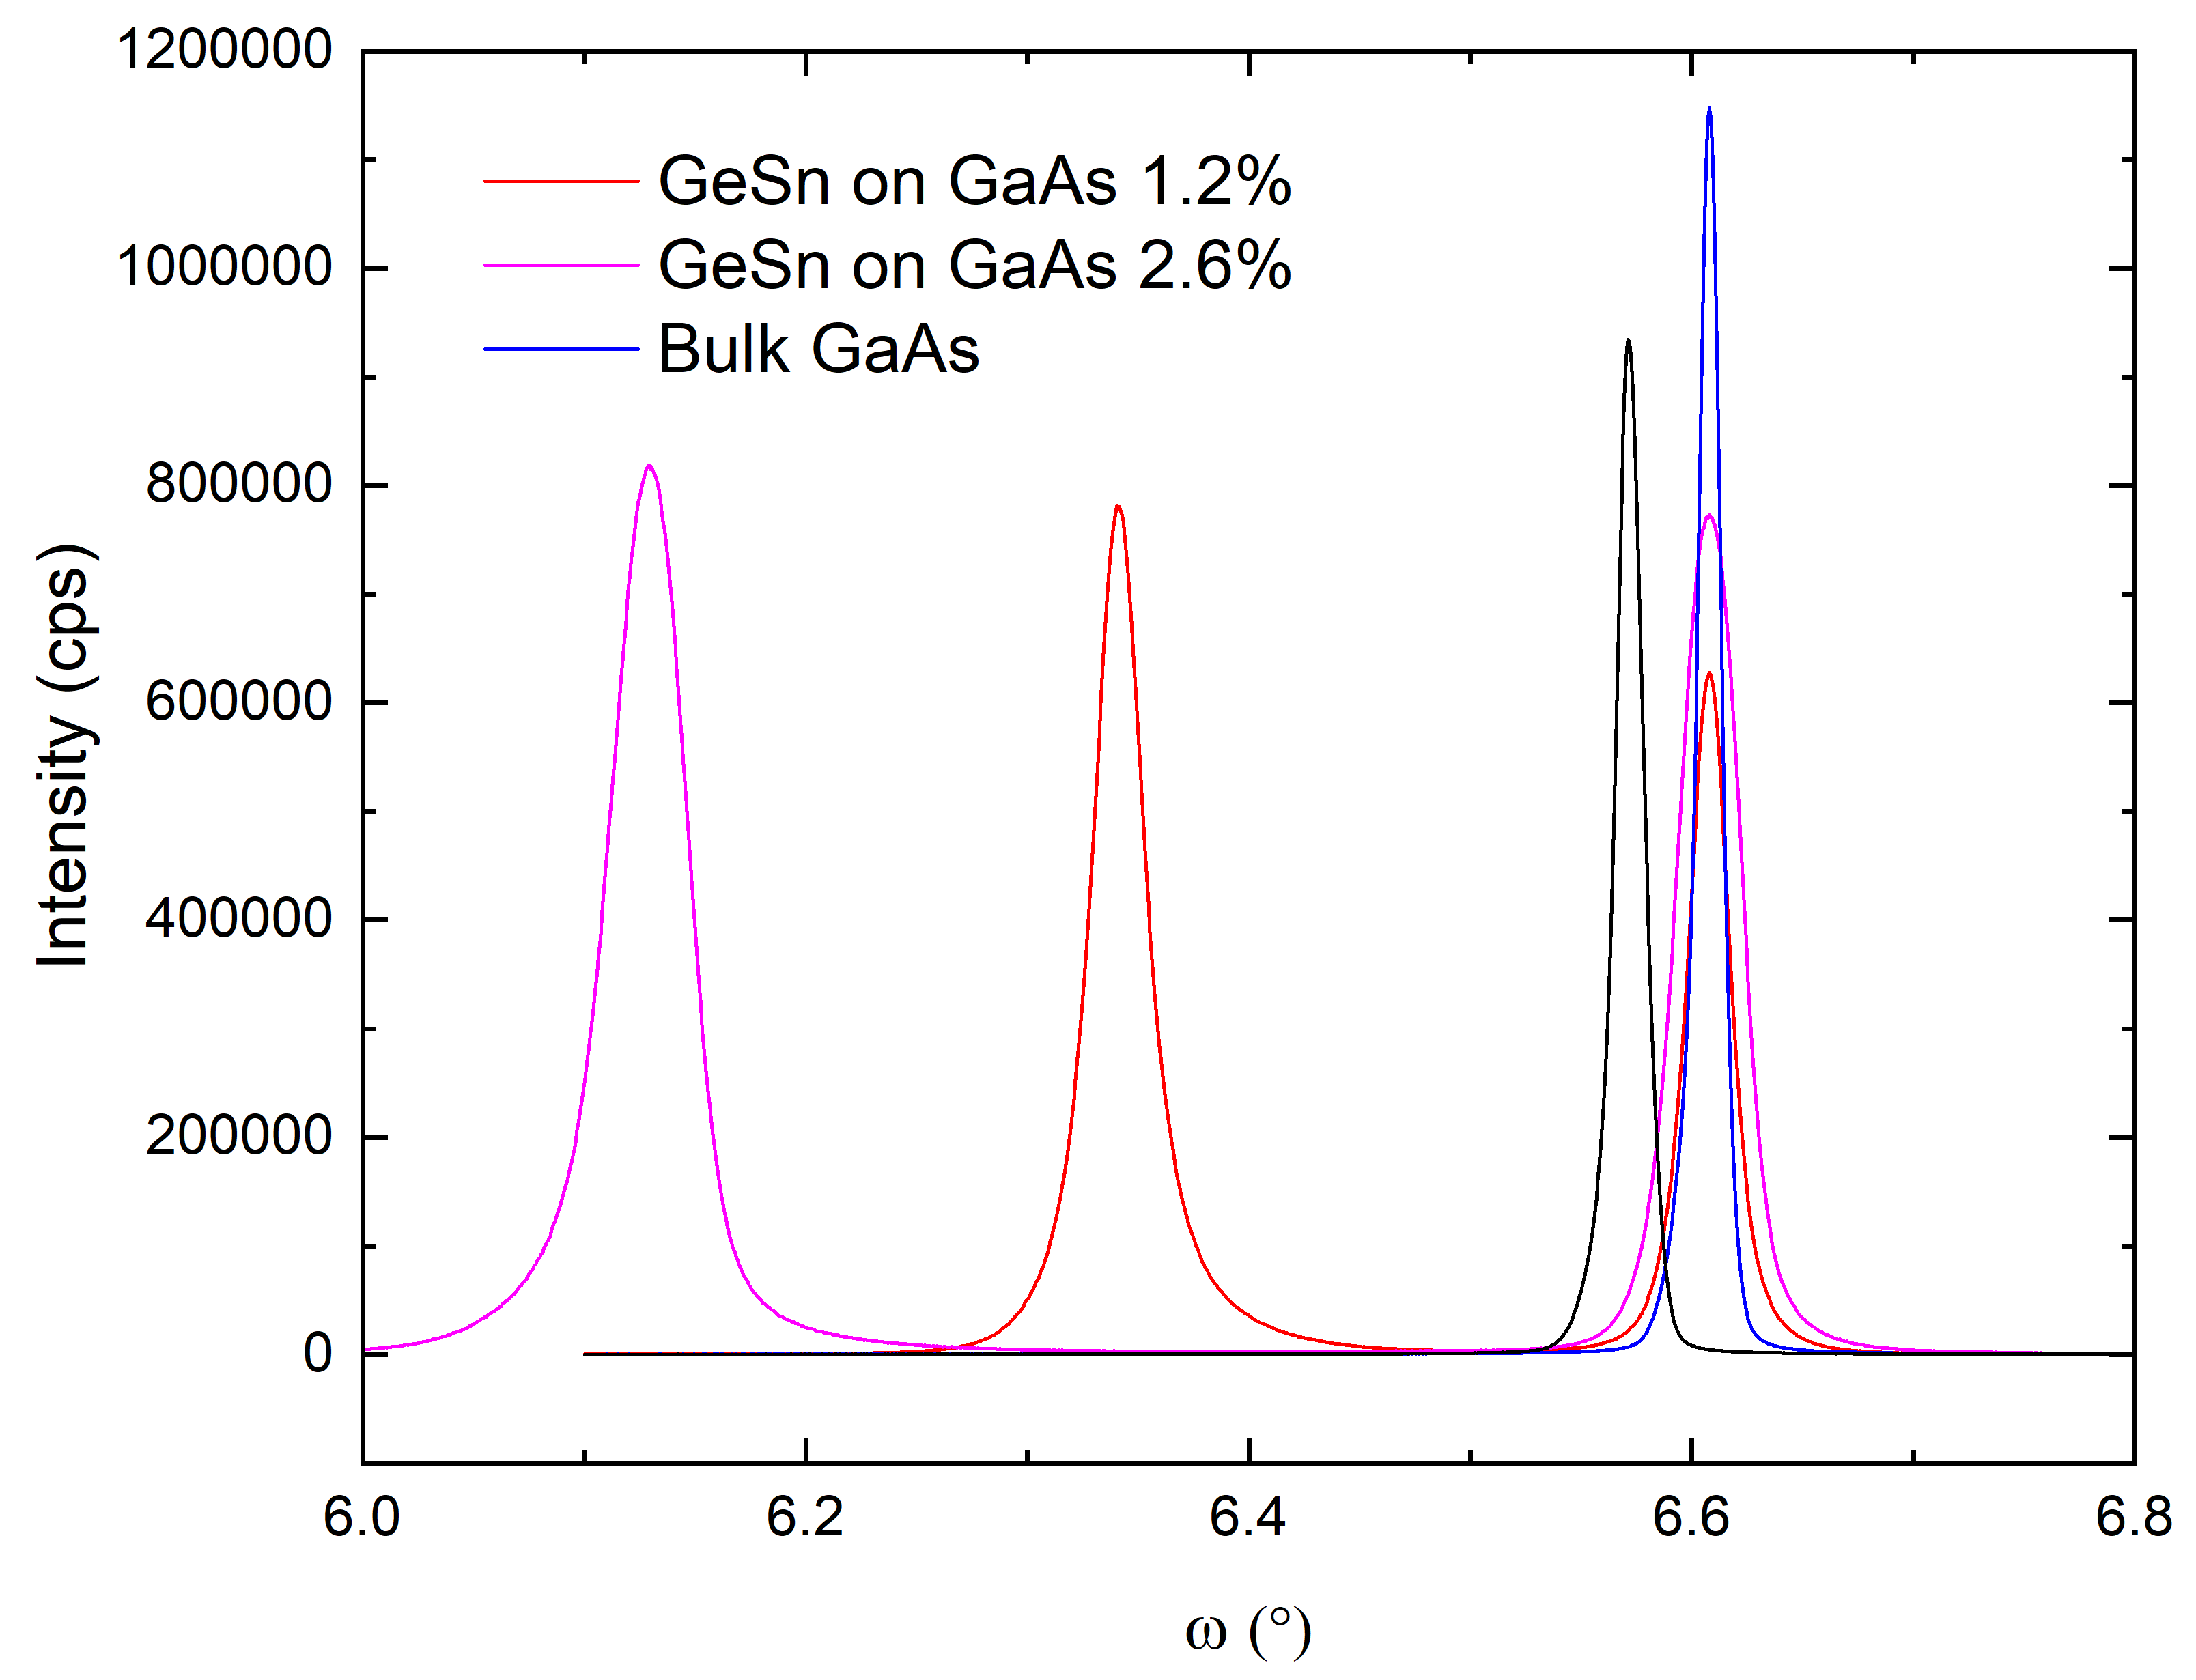 1200000
1000000
800000
600000
400000
200000
0
Intensity (cps)
GeSn on GaAs 1.2%
GeSn on GaAs 2.6%
Bulk GaAs
6.0 6.2 6.4 6.6 6.8
ω (°)